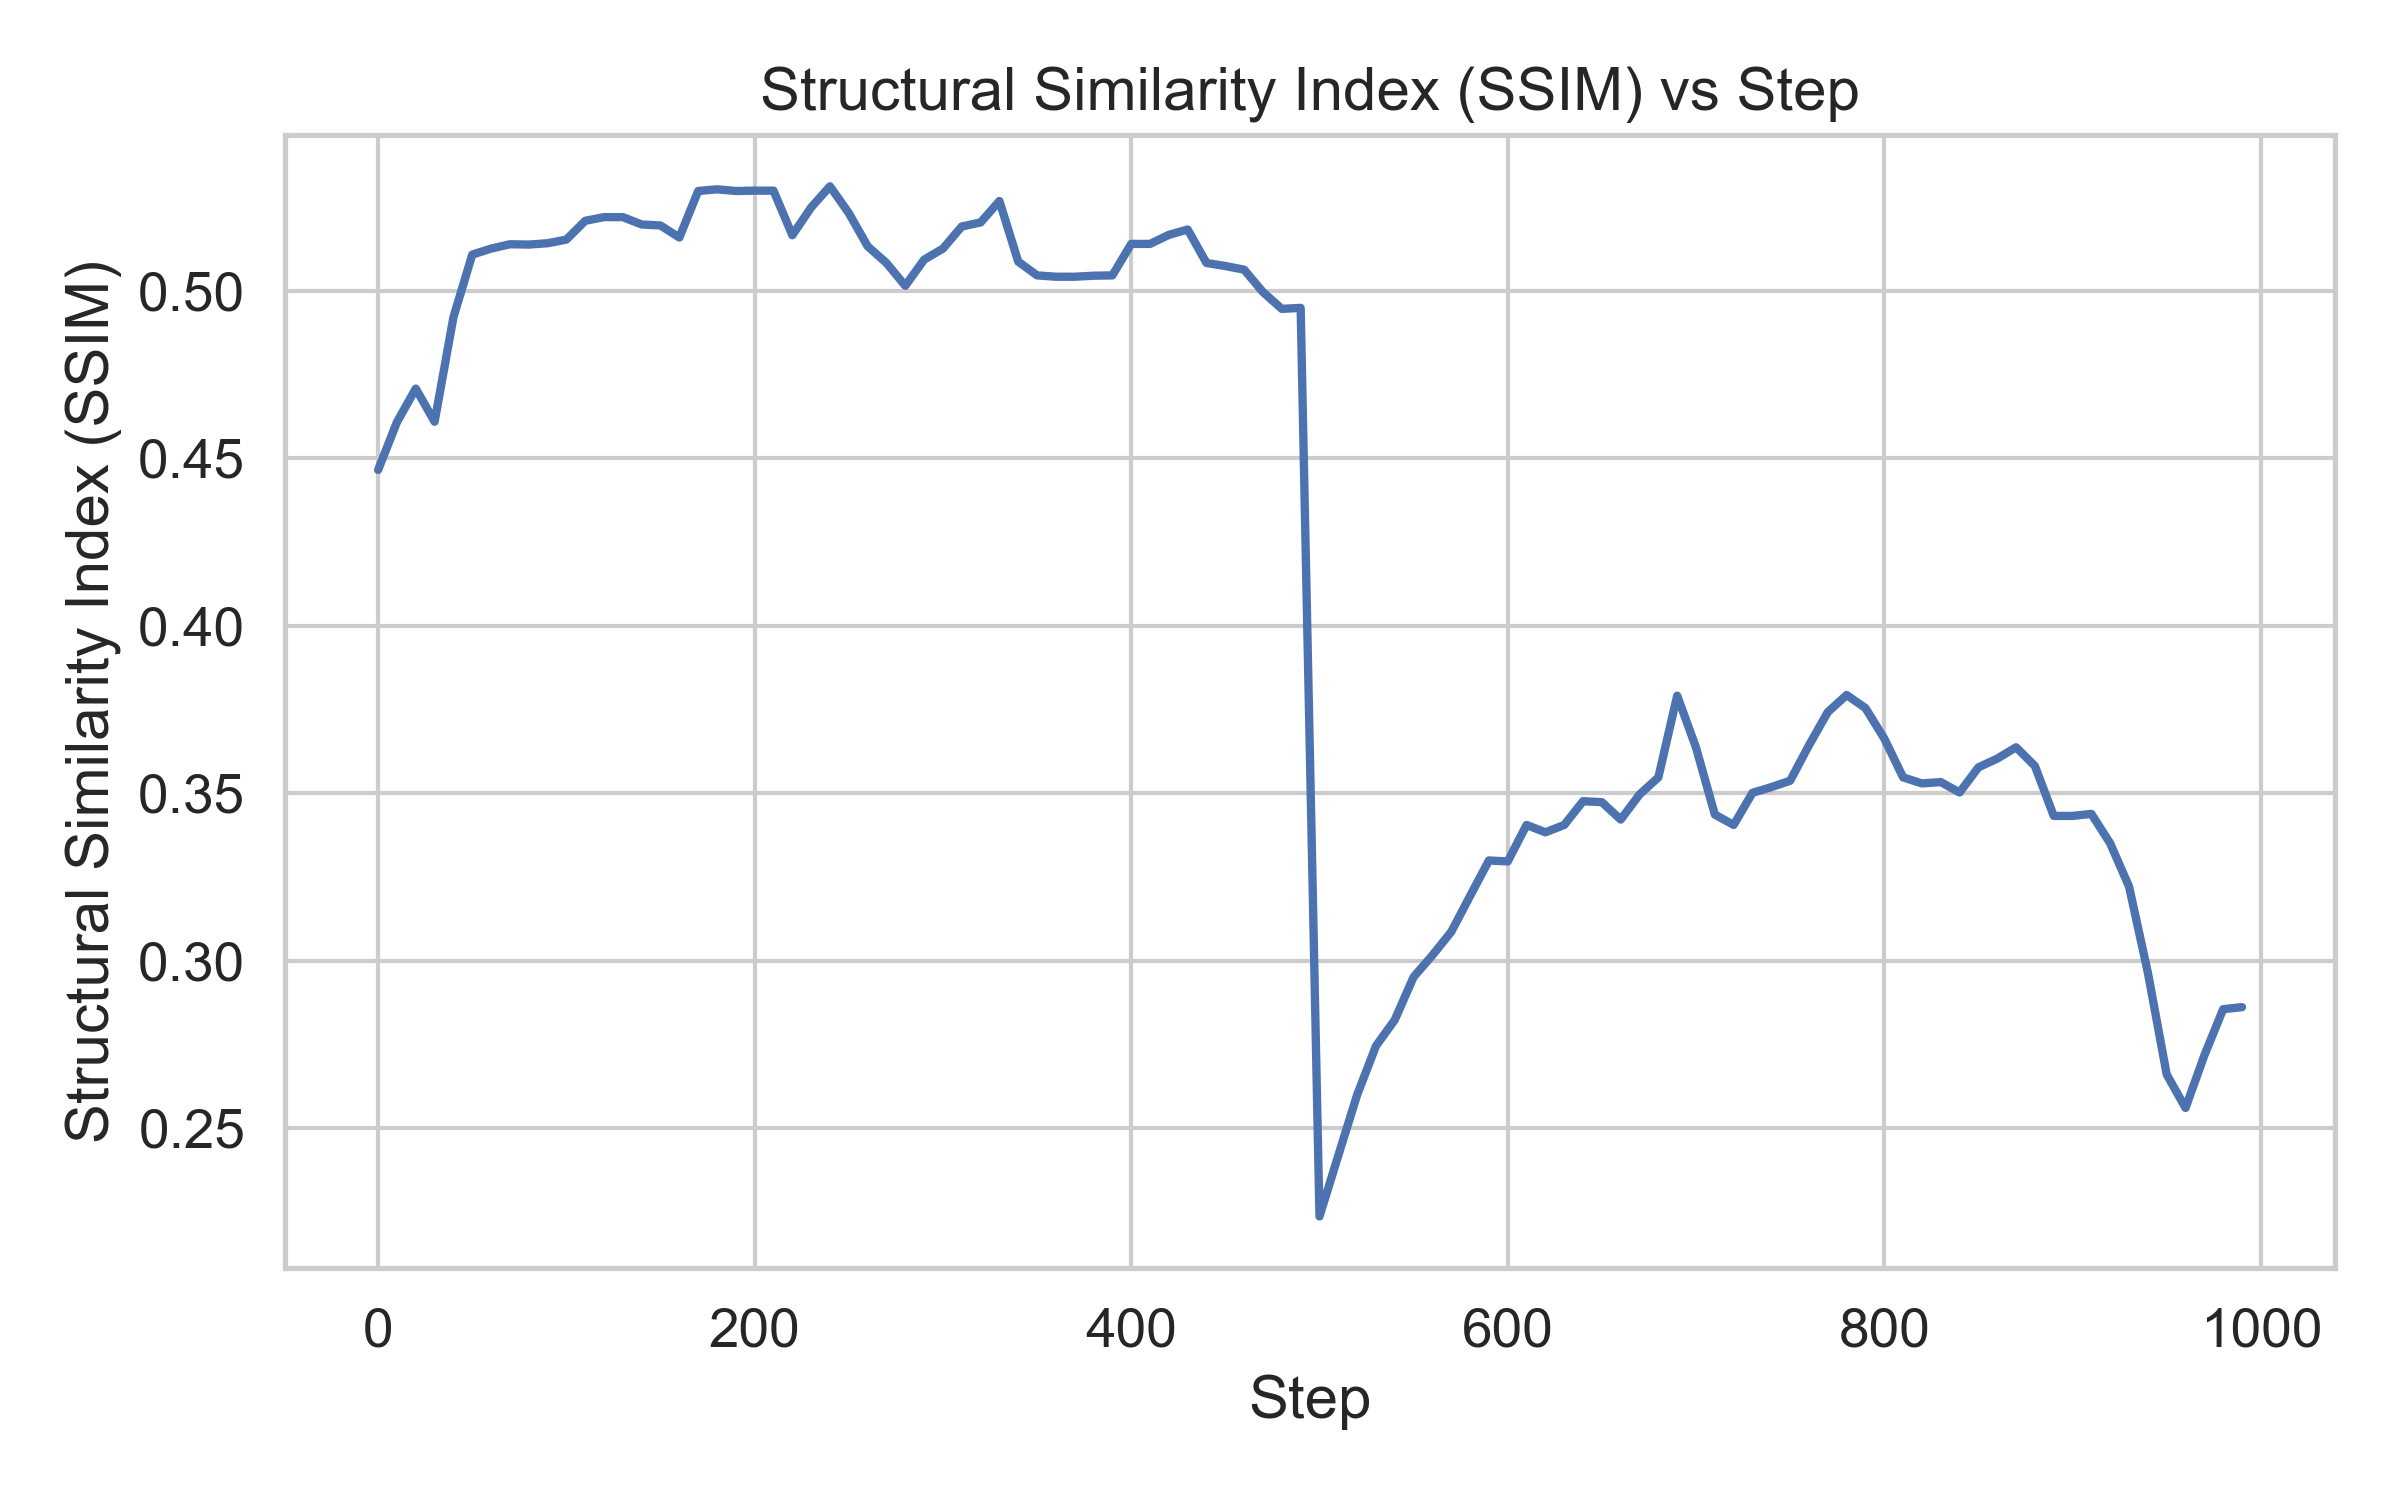 Structural Similarity Index (SSIM) vs Step
Structural Similarity Index (SSIM)
0.50
0.45
0.40
0.35
0.30
0.25
0 200 400 600 800 1000
Step